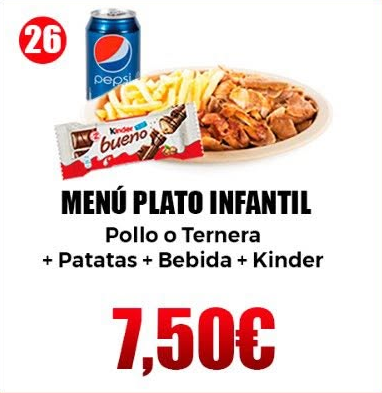 26
pepsi
Kinder
bueno
MENÚ PLATO INFANTIL
Pollo o Ternera
+ Patatas + Bebida + Kinder
7,50€